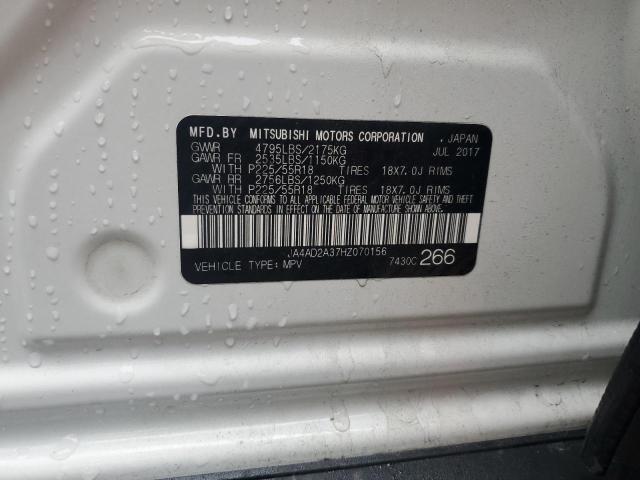 MFD.BY MITSUBISHI MOTORS CORPORATION . JAPAN
GVWR 4795LBS/2175KG JUL 2017
GAWR FR 2535LBS/1150KG
WITH P225/55R18 TIRES 18X7.0J RIMS
GAWR RR 2756LBS/1250KG
WITH P225/55R18 TIRES 18X7.0J RIMS
THIS VEHICLE CONFORMS TO ALL APPLICABLE FEDERAL MOTOR VEHICLE SAFETY AND THEFT
PREVENTION STANDARDS IN EFFECT ON THE DATE OF MANUFACTURE SHOWN ABOVE.
JA4AD2A37HZ070156
VEHICLE TYPE: MPV 7430C 266